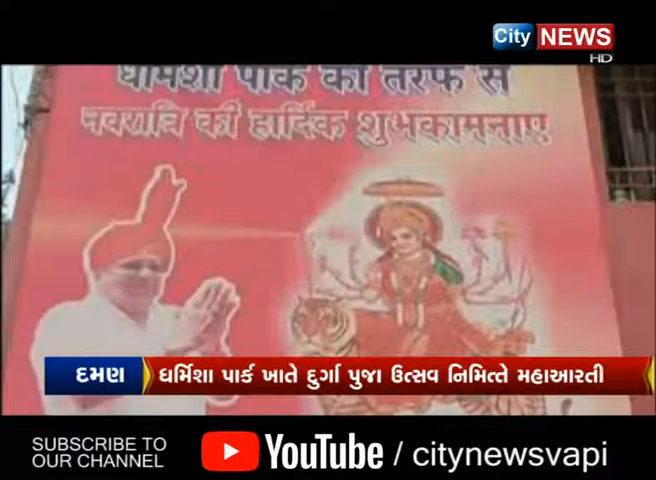 City NEWS
HD
धर्मिशा पार्क की तरफ से
नवरात्रि की हार्दिक शुभकामनाए
દમણ
ધર્મિશા પાર્ક ખાતે દુર્ગા પુજા ઉત્સવ નિમિત્તે મહાઆરતી
SUBSCRIBE TO
OUR CHANNEL
YouTube / citynewsvapi